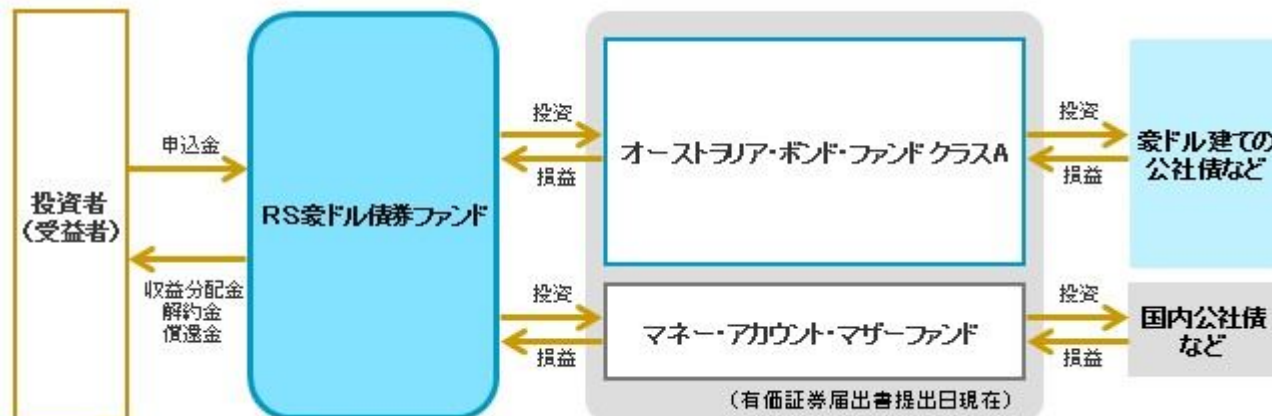 投資者
(受益者)
申込金
収益分配金
解約金
償還金
RS豪ドル債券ファンド
投資
損益
投資
損益
オーストラリア・ボンド・ファンド クラスA
マネー・アカウント・マザーファンド
(有価証券届出書提出日現在)
投資
損益
投資
損益
豪ドル建ての
公社債など
国内公社債
など